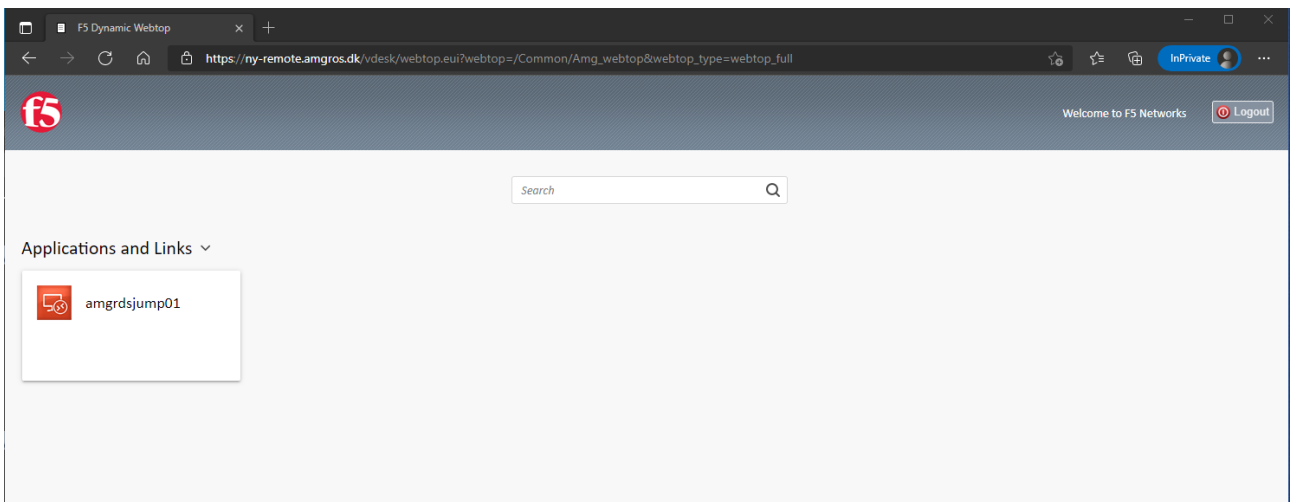 F5 Dynamic Webtop
https://ny-remote.amgros.dk/vdesk/webtop.eui?webtop=/Common/Amg_webtop&webtop_type=webtop_full
InPrivate
f5
Welcome to F5 Networks
Logout
Search
Applications and Links
amgrdsjump01